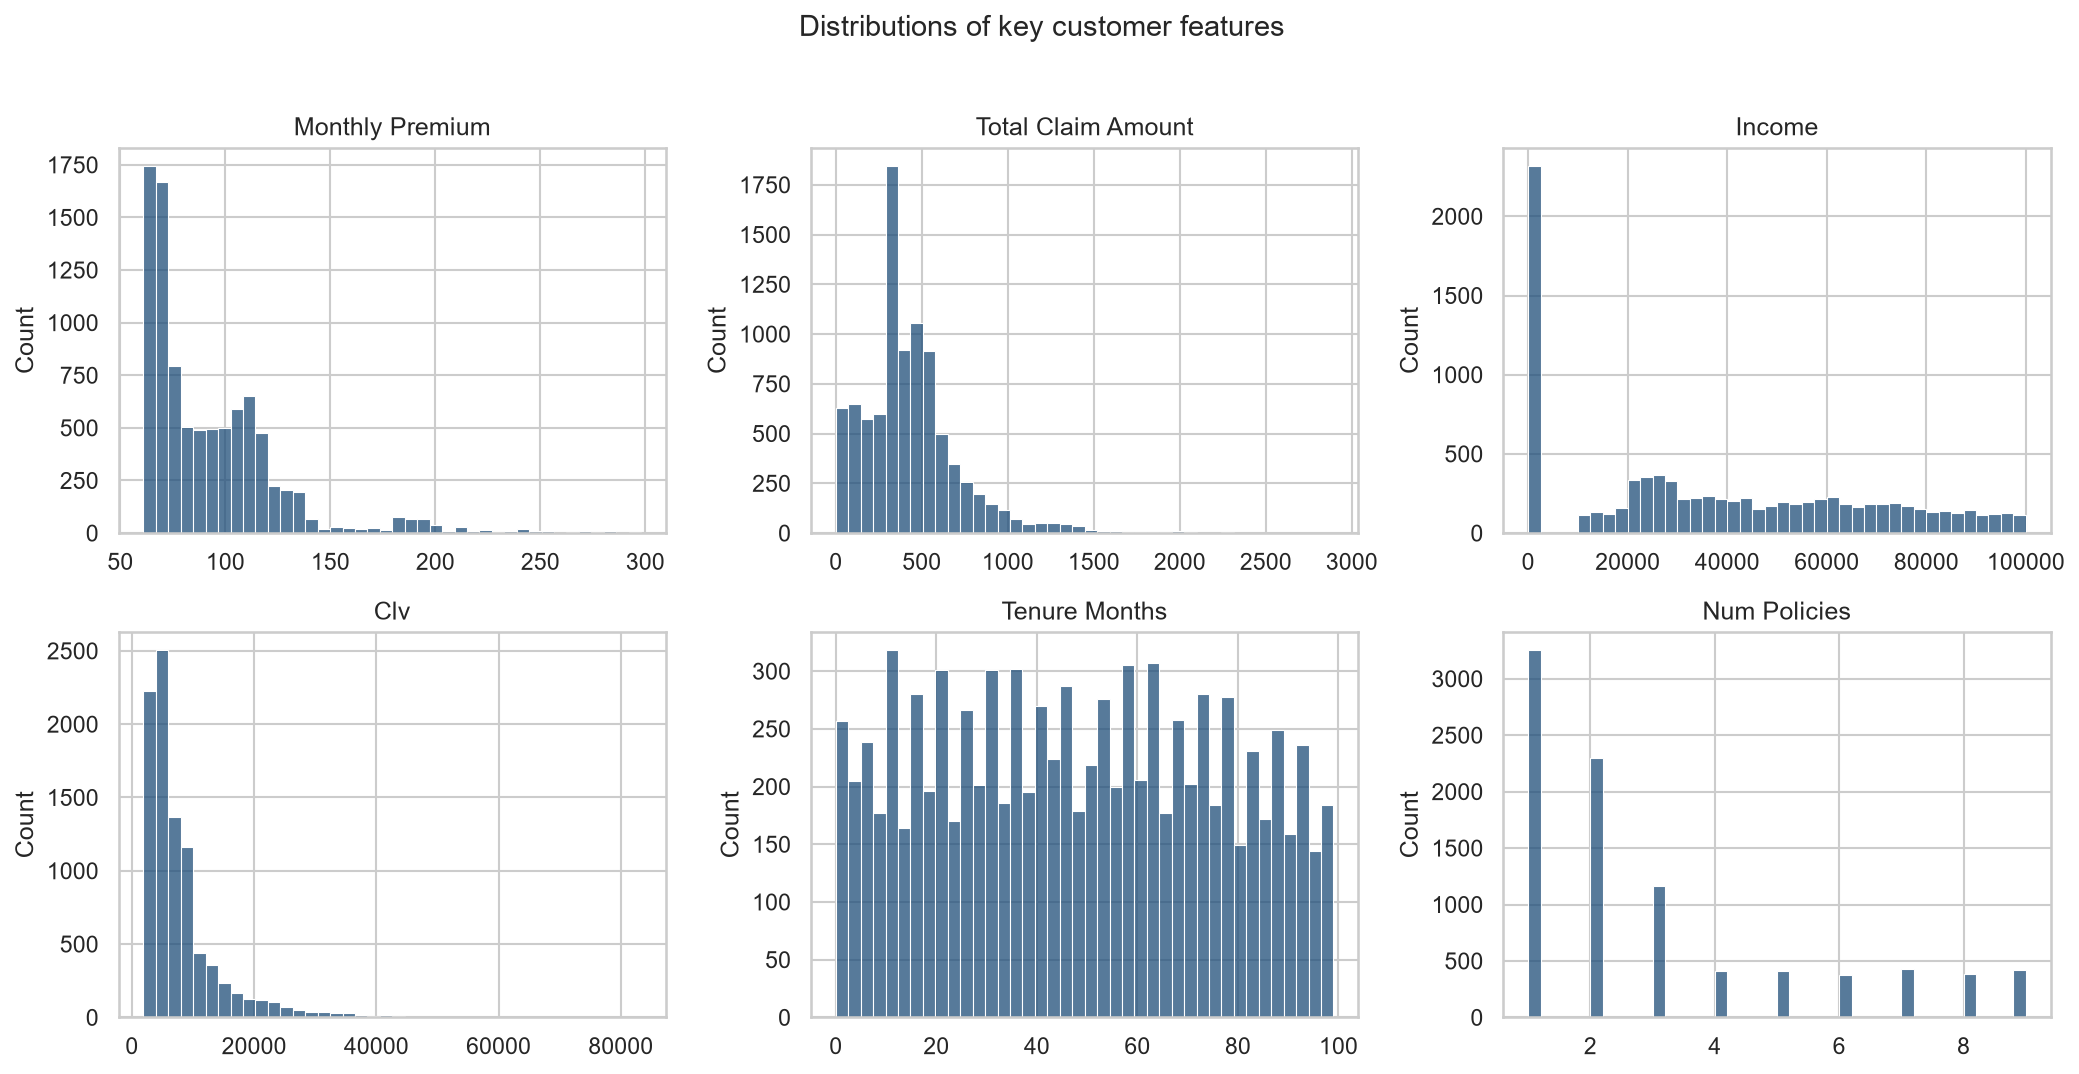 Distributions of key customer features
Monthly Premium
Count
1750
1500
1250
1000
750
500
250
0
50 100 150 200 250 300
Total Claim Amount
Count
1750
1500
1250
1000
750
500
250
0
0 500 1000 1500 2000 2500 3000
Income
Count
2000
1500
1000
500
0
0 20000 40000 60000 80000 100000
Clv
Count
2500
2000
1500
1000
500
0
0 20000 40000 60000 80000
Tenure Months
Count
300
250
200
150
100
50
0
0 20 40 60 80 100
Num Policies
Count
3000
2500
2000
1500
1000
500
0
2 4 6 8